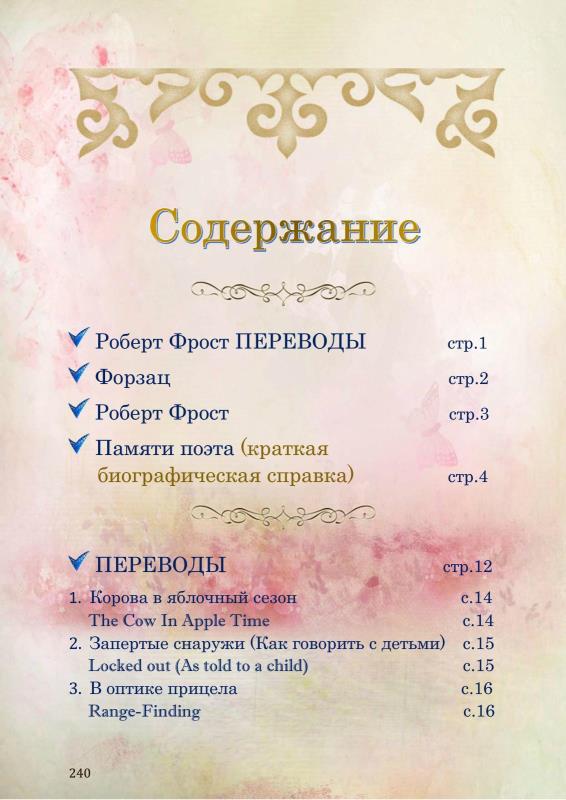 Содержание
Роберт Фрост ПЕРЕВОДЫ стр.1
Форзац стр.2
Роберт Фрост стр.3
Памяти поэта (краткая
биографическая справка) стр.4
ПЕРЕВОДЫ стр.12
1. Корова в яблочный сезон с.14
The Cow In Apple Time с.14
2. Запертые снаружи (Как говорить с детьми) с.15
Locked out (As told to a child) с.15
3. В оптике прицела с.16
Range-Finding с.16
240